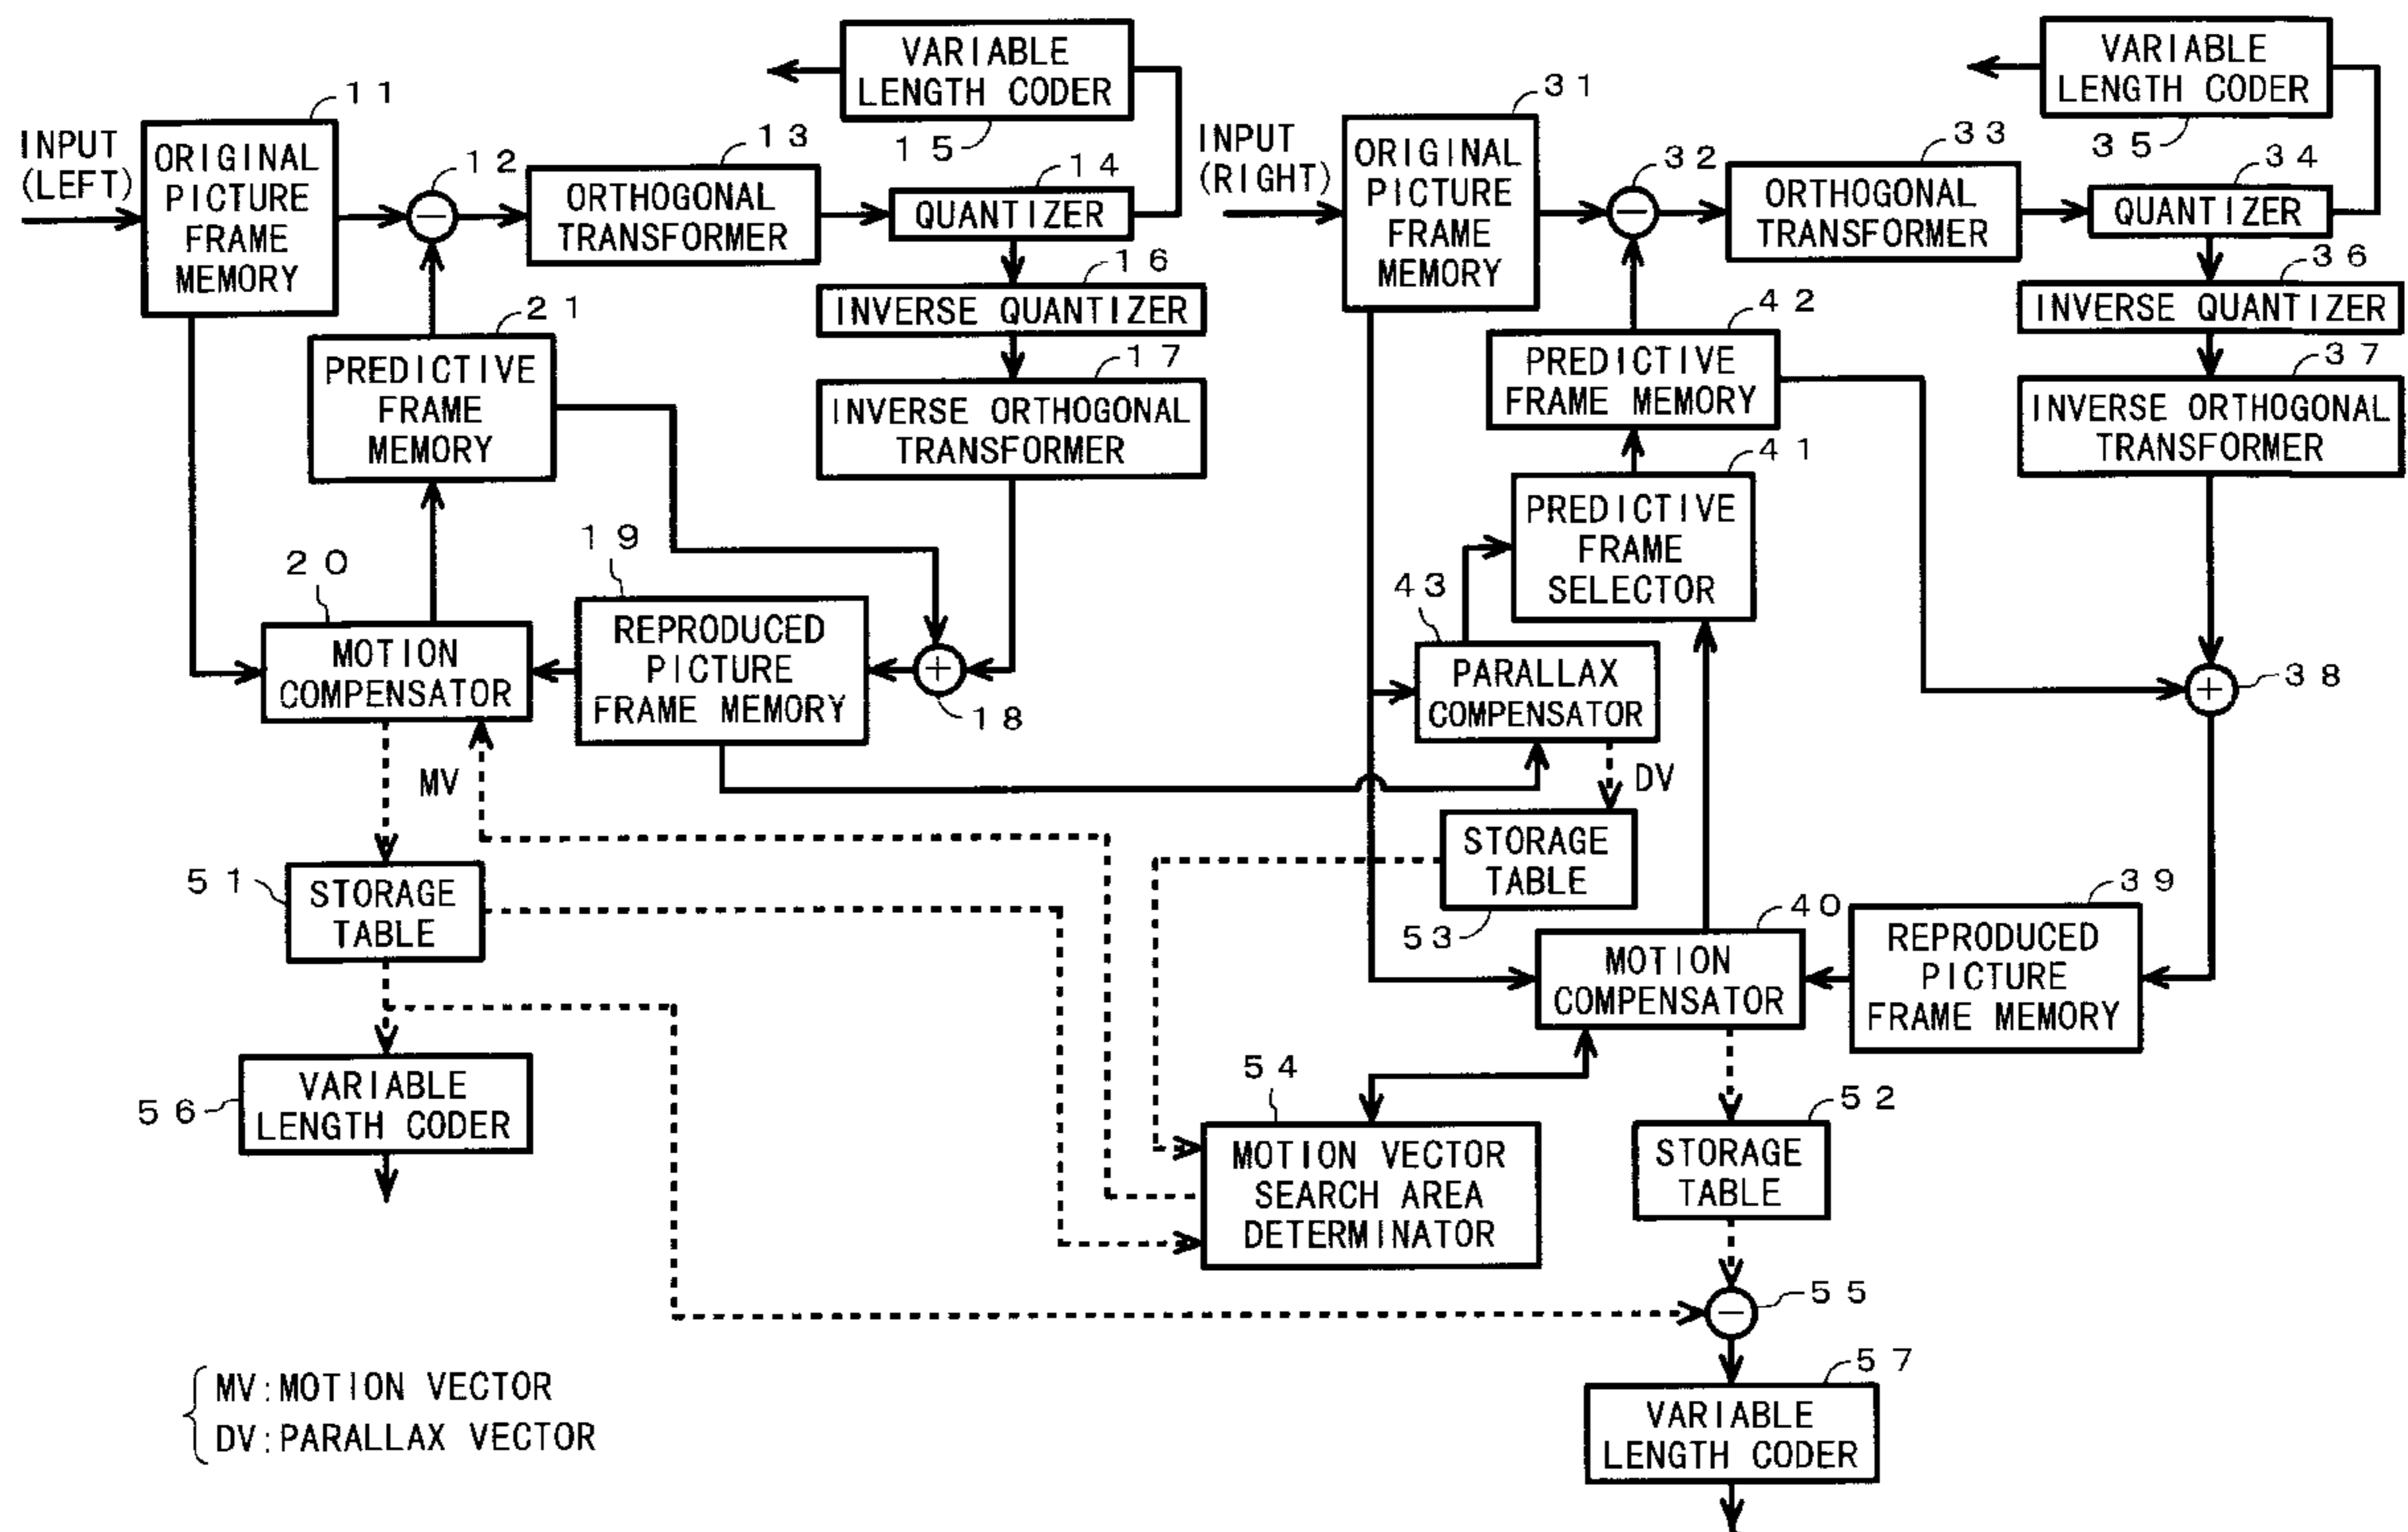 INPUT
(LEFT)
11
ORIGINAL
PICTURE
FRAME
MEMORY
12
13
ORTHOGONAL
TRANSFORMER
VARIABLE
LENGTH CODER
15
14
QUANTIZER
16
INVERSE QUANTIZER
17
INVERSE ORTHOGONAL
TRANSFORMER
21
PREDICTIVE
FRAME
MEMORY
20
MOTION
COMPENSATOR
19
REPRODUCED
PICTURE
FRAME MEMORY
+
18
MV
51
STORAGE
TABLE
56
VARIABLE
LENGTH CODER
INPUT
(RIGHT)
31
ORIGINAL
PICTURE
FRAME
MEMORY
32
33
ORTHOGONAL
TRANSFORMER
VARIABLE
LENGTH CODER
35
34
QUANTIZER
36
INVERSE QUANTIZER
37
INVERSE ORTHOGONAL
TRANSFORMER
42
PREDICTIVE
FRAME MEMORY
41
PREDICTIVE
FRAME
SELECTOR
43
PARALLAX
COMPENSATOR
+
38
DV
STORAGE
TABLE
53
40
MOTION
COMPENSATOR
39
REPRODUCED
PICTURE
FRAME MEMORY
54
MOTION VECTOR
SEARCH AREA
DETERMINATOR
52
STORAGE
TABLE
55
57
VARIABLE
LENGTH CODER
MV:MOTION VECTOR
DV:PARALLAX VECTOR